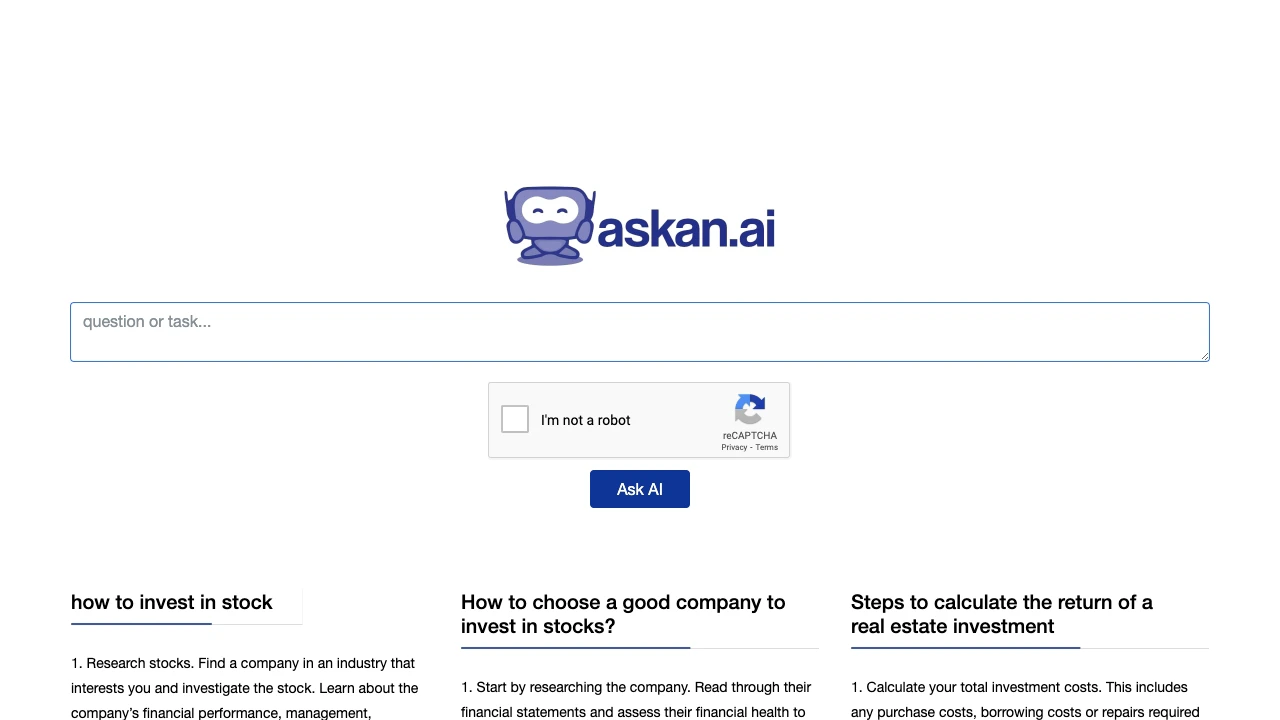 askan.ai
question or task...
I'm not a robot
reCAPTCHA
Privacy - Terms
Ask AI
how to invest in stock
1. Research stocks. Find a company in an industry that
interests you and investigate the stock. Learn about the
company’s financial performance, management,
How to choose a good company to
invest in stocks?
1. Start by researching the company. Read through their
financial statements and assess their financial health to
Steps to calculate the return of a
real estate investment
1. Calculate your total investment costs. This includes
any purchase costs, borrowing costs or repairs required